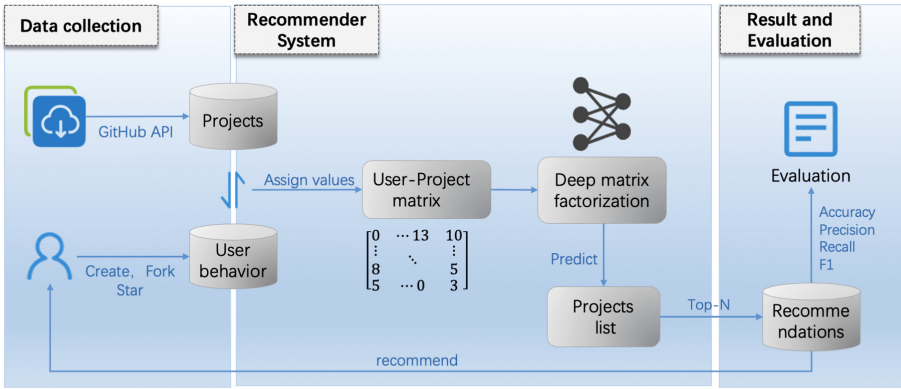 Data collection
Recommender
System
Result and
Evaluation
GitHub API
Projects
Assign values
User-Project
matrix
Deep matrix
factorization
Evaluation
Create, Fork
Star
User
behavior
0 ⋯ 13 10
⋮ ⋱ ⋮
8 5
5 ⋯ 0 3
Predict
Accuracy
Precision
Recall
F1
Projects
list
Top-N
Recomme
ndations
recommend